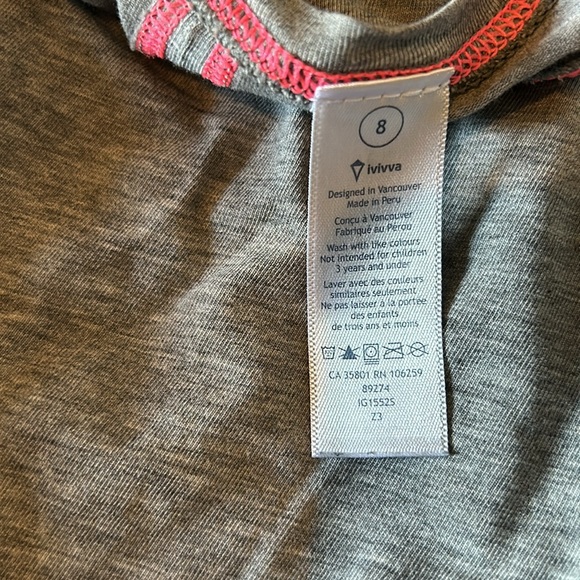 8
ivivva
Designed in Vancouver
Made in Peru
Conçu à Vancouver
Fabriqué au Pérou
Wash with like colours
Not intended for children
3 years and under
Laver avec des couleurs
similaires seulement
Ne pas laisser à la portée
des enfants
de trois ans et moins
CA 35801 RN 106259
89274
IG1552S
Z3